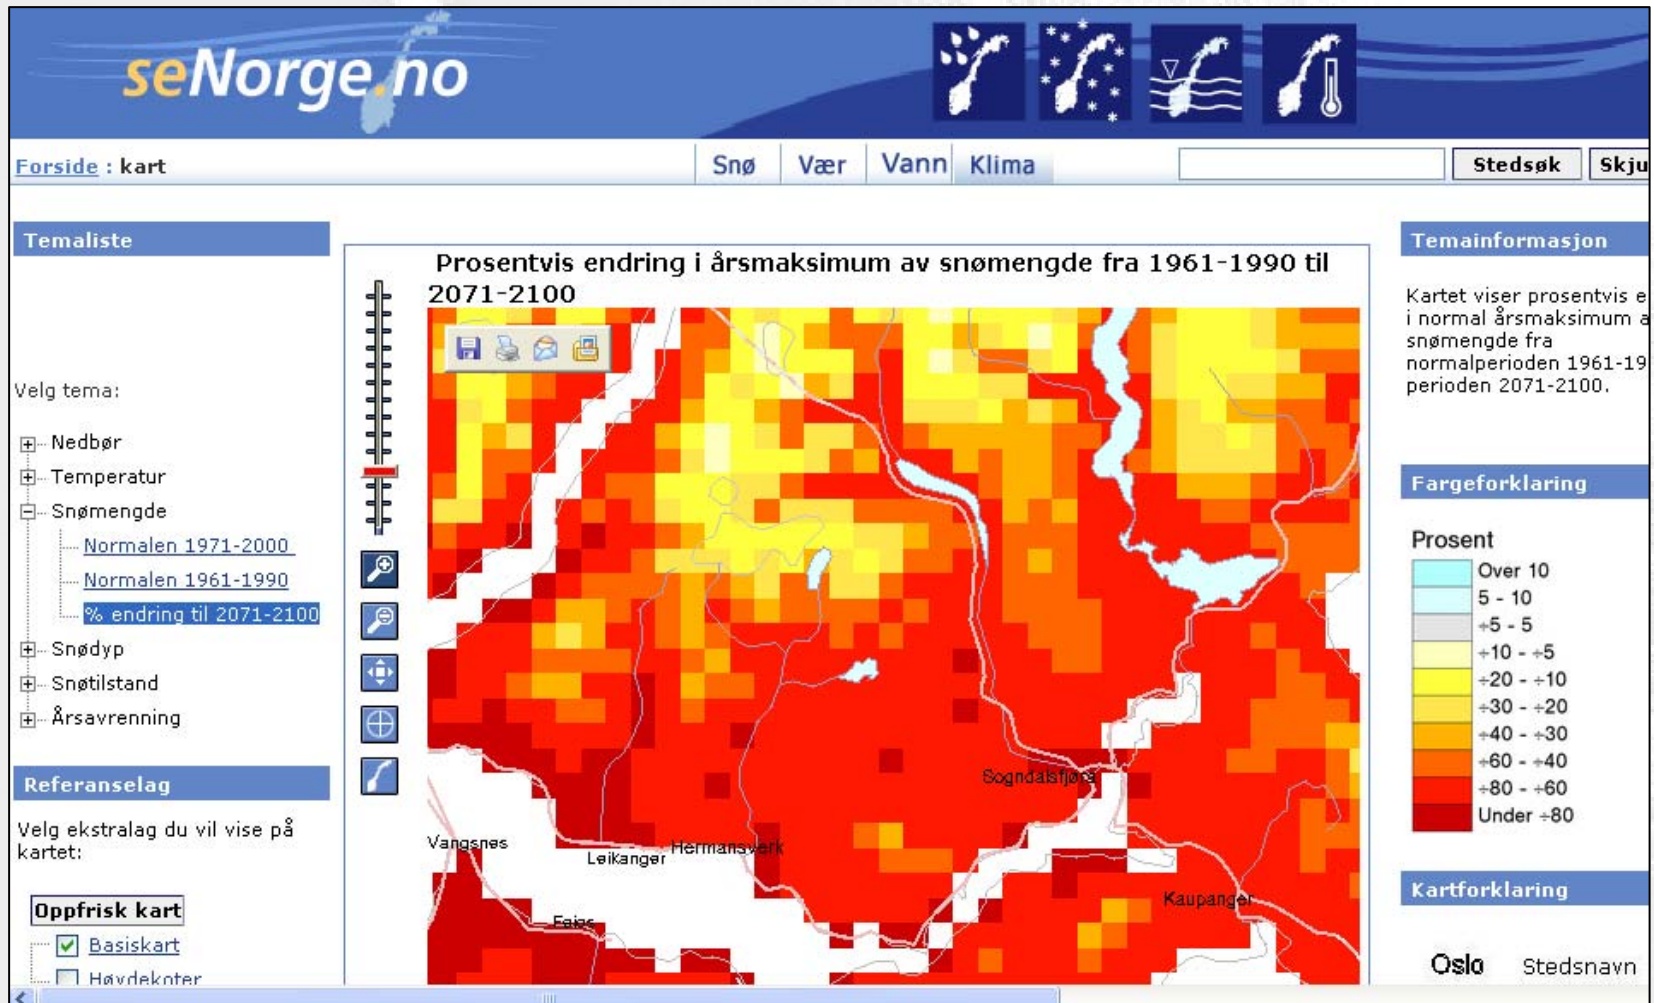 seNorge.no
Forside : kart
Snø
Vær
Vann
Klima
Stedsøk
Skju
Temaliste
Velg tema:
Nedbør
Temperatur
Snømengde
Normalen 1971-2000
Normalen 1961-1990
% endring til 2071-2100
Snødyp
Snøtilstand
Årsavrenning
Referanselag
Velg ekstralag du vil vise på
kartet:
Oppfrisk kart
Basiskart
Høydekoter
Prosentvis endring i årsmaksimum av snømengde fra 1961-1990 til
2071-2100
Sogndalsfjøra
Vangsnes
Leikanger
Hermansverk
Kaupanger
Temainformasjon
Kartet viser prosentvis e
i normal årsmaksimum a
snømengde fra
normalperioden 1961-19
perioden 2071-2100.
Fargeforklaring
Prosent
Over 10
5 - 10
÷5 - 5
÷10 - ÷5
÷20 - ÷10
÷30 - ÷20
÷40 - ÷30
÷60 - ÷40
÷80 - ÷60
Under ÷80
Kartforklaring
Oslo
Stedsnavn